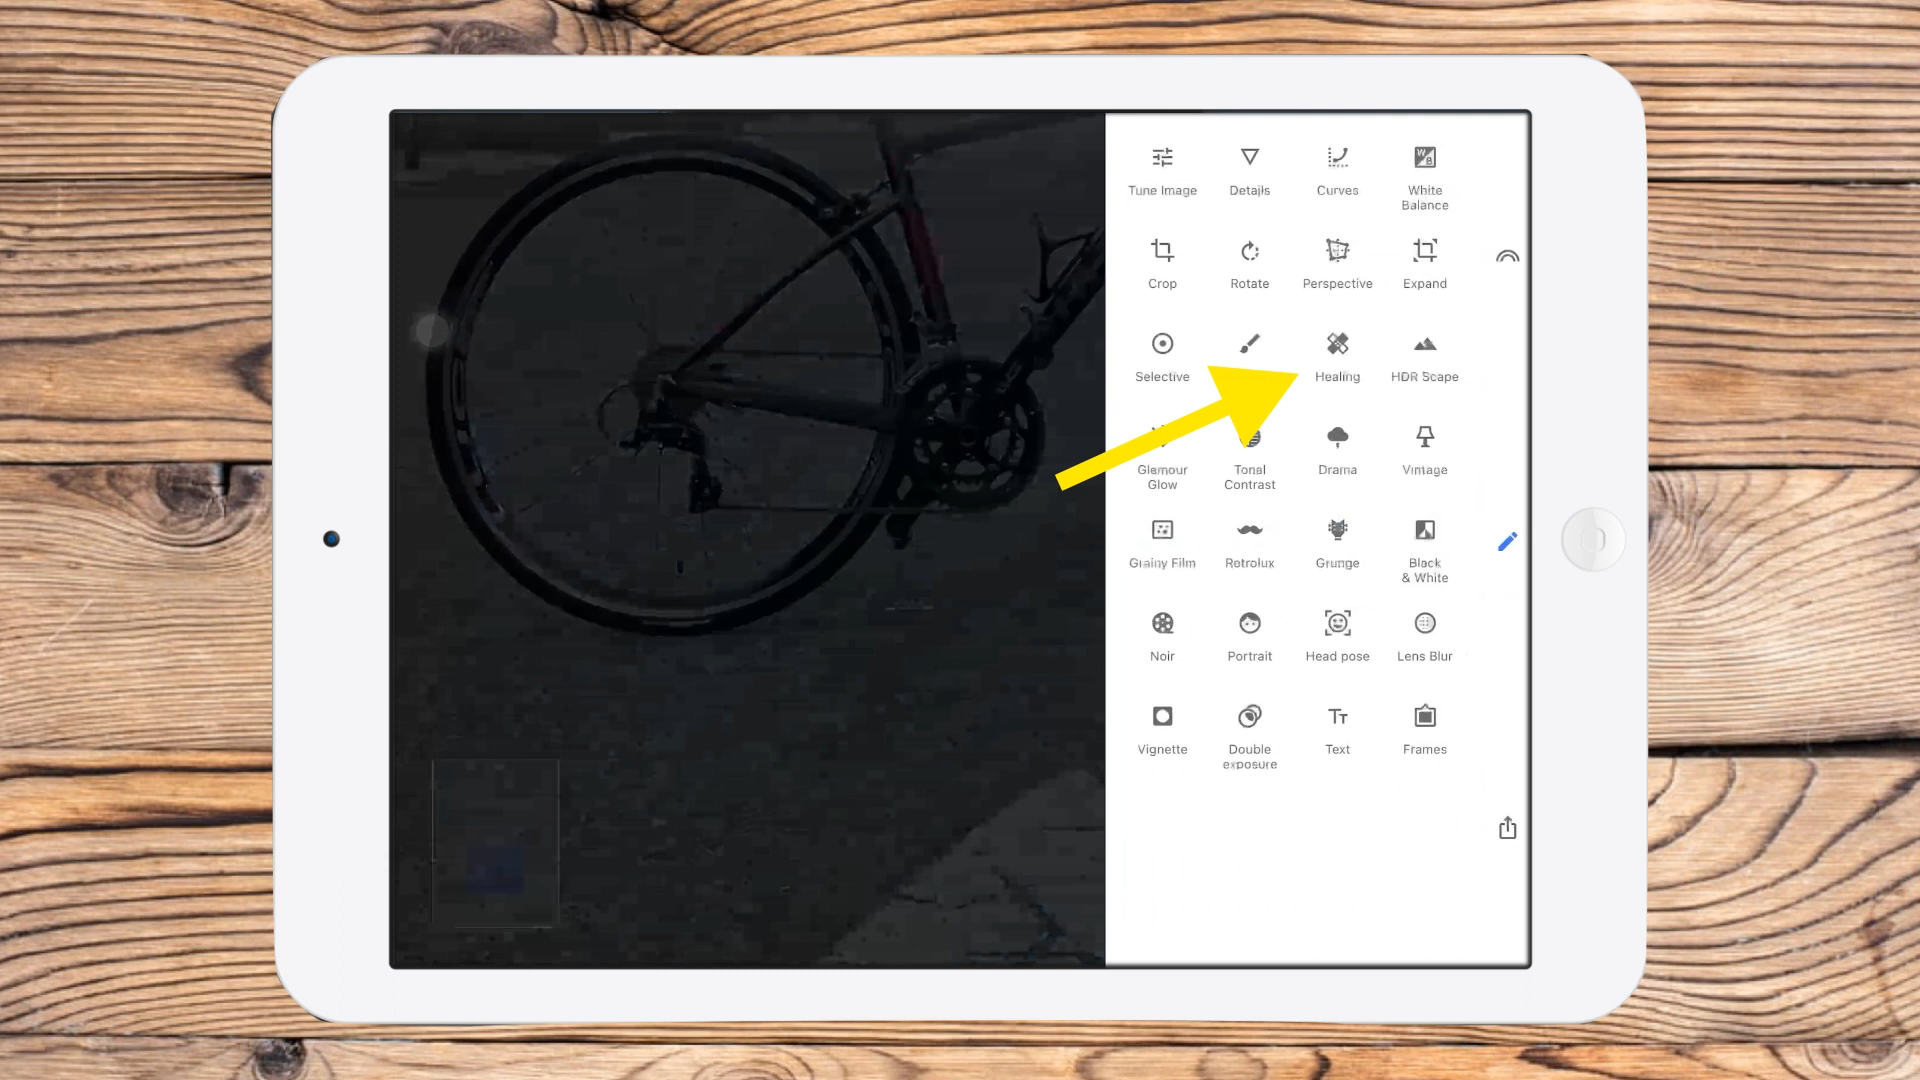 Tune Image
Details
Curves
White
Balance
Crop
Rotate
Perspective
Expand
Selective
Healing
HDR Scape
Glamour
Glow
Tonal
Contrast
Drama
Vintage
Grainy Film
Retrolux
Grunge
Black
& White
Noir
Portrait
Head pose
Lens Blur
Vignette
Double
exposure
Text
Frames